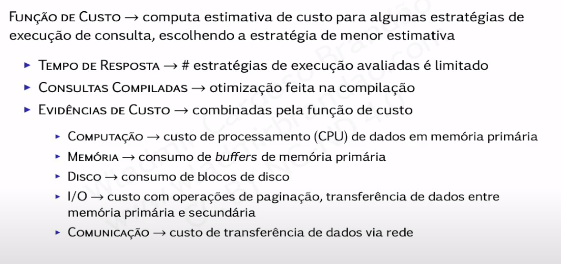 Função de Custo → computa estimativa de custo para algumas estratégias de
execução de consulta, escolhendo a estratégia de menor estimativa
▶ Tempo de Resposta → # estratégias de execução avaliadas é limitado
▶ Consultas Compiladas → otimização feita na compilação
▶ Evidências de Custo → combinadas pela função de custo
▶ Computação → custo de processamento (CPU) de dados em memória primária
▶ Memória → consumo de buffers de memória primária
▶ Disco → consumo de blocos de disco
▶ I/O → custo com operações de paginação, transferência de dados entre
memória primária e secundária
▶ Comunicação → custo de transferência de dados via rede